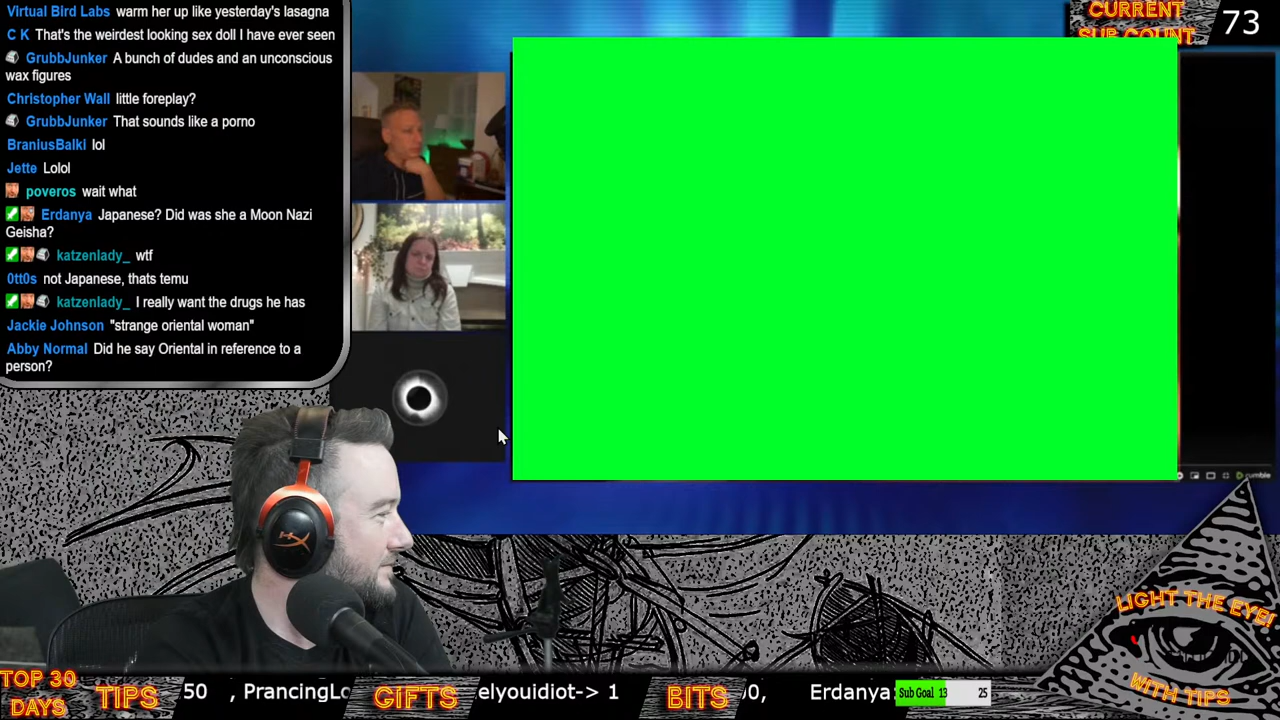 VIrtual Bird Labs warm her up like yesterday's lasagna
C K That's the weirdest looking sex doll I have ever seen
GrubbJunker A bunch of dudes and an unconscious
wax figures
Christopher Wall little foreplay?
GrubbJunker That sounds like a porno
BraniusBalki lol
Jette Lolol
poveros wait what
Erdanya Japanese? Did was she a Moon Nazi
Geisha?
katzenlady_ wtf
0tt0s not Japanese, thats temu
katzenlady_ I really want the drugs he has
Jackie Johnson "strange oriental woman"
Abby Normal Did he say Oriental in reference to a
person?
CURRENT
SUB COUNT
73
rumble
LIGHT THE EYE!
WITH TIPS
TOP 30
DAYS
TIPS
50 , PrancingLo
GIFTS
elyouidiot-> 1
BITS
0, Erdanya:
Sub Goal 13 25